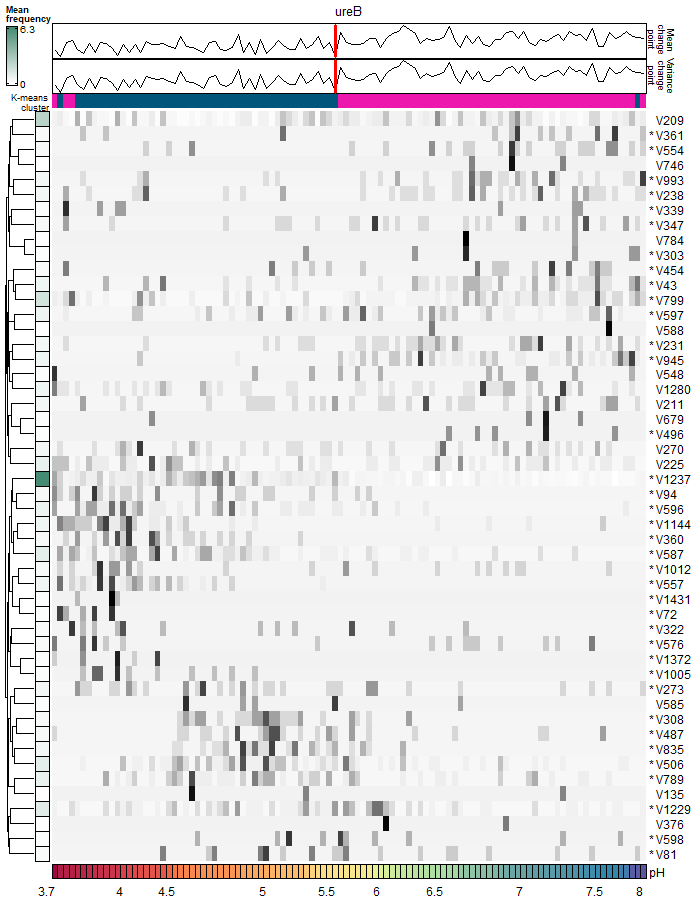 Mean
frequency
6.3
0
ureB
Mean
change
point
Variance
change
point
K-means
cluster
V209
* V361
* V554
V746
* V993
* V238
* V339
* V347
V784
* V303
* V454
* V43
* V799
* V597
V588
* V231
* V945
V548
V1280
V211
V679
* V496
V270
V225
* V1237
* V94
* V596
* V1144
* V360
* V587
* V1012
* V557
* V1431
* V72
* V322
* V576
* V1372
* V1005
* V273
V585
* V308
* V487
* V835
* V506
* V789
V135
* V1229
V376
* V598
* V81
pH
3.7 4 4.5 5 5.5 6 6.5 7 7.5 8